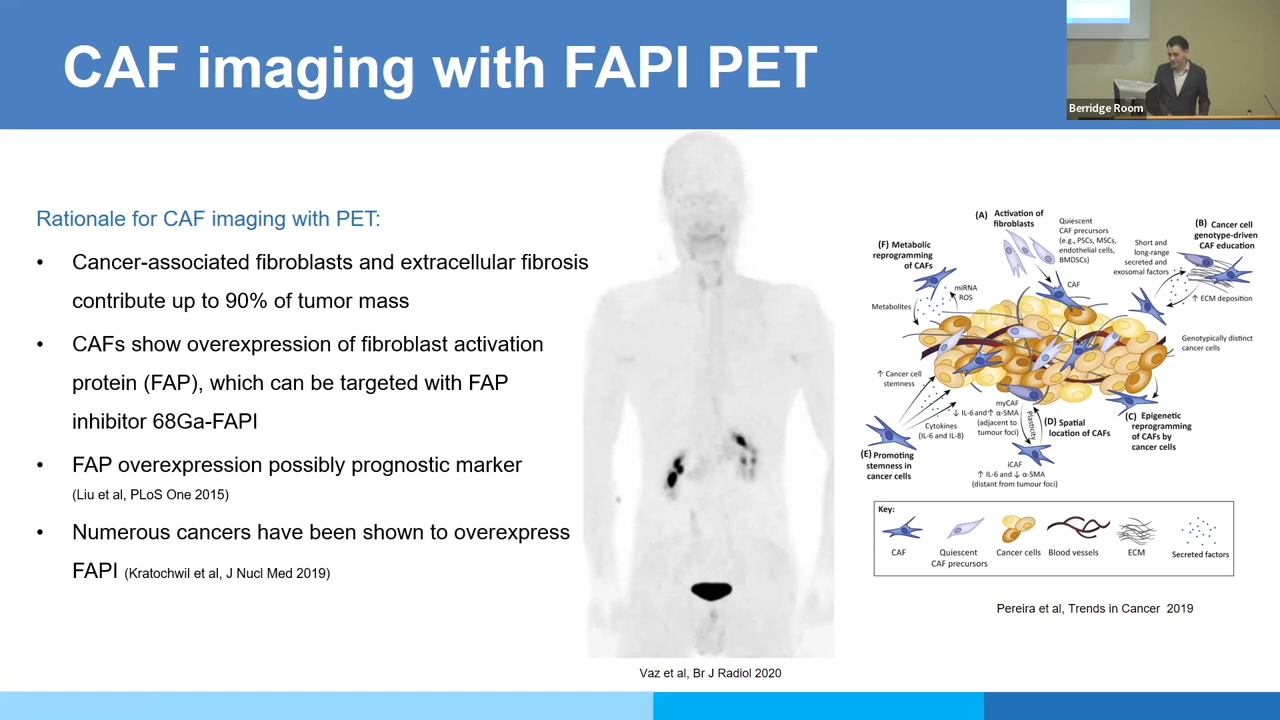 CAF imaging with FAPI PET
Berridge Room
Rationale for CAF imaging with PET:
• Cancer-associated fibroblasts and extracellular fibrosis
contribute up to 90% of tumor mass
• CAFs show overexpression of fibroblast activation
protein (FAP), which can be targeted with FAP
inhibitor 68Ga-FAPI
• FAP overexpression possibly prognostic marker
(Liu et al, PLoS One 2015)
• Numerous cancers have been shown to overexpress
FAPI (Kratochwil et al, J Nucl Med 2019)
Vaz et al, Br J Radiol 2020
(A) Activation of
fibroblasts
Quiescent
CAF precursors
(e.g., PSCs, MSCs,
endothelial cells,
BMDSCs)
CAF
(B) Cancer cell
genotype-driven
CAF education
Short and
long-range
secreted and
exosomal factors
↑ ECM deposition
Genotypically distinct
cancer cells
(F) Metabolic
reprogramming
of CAFs
miRNA
ROS
Metabolites
↑ Cancer cell
stemness
Cytokines
(IL-6 and IL-8)
(E) Promoting
stemness in
cancer cells
myCAF
↓ IL-6 and ↑ α-SMA
(adjacent to
tumour foci)
Plasticity
(D) Spatial
location of CAFs
iCAF
↑ IL-6 and ↓ α-SMA
(distant from tumour foci)
(C) Epigenetic
reprogramming
of CAFs by
cancer cells
Key:
CAF
Quiescent
CAF precursors
Cancer cells
Blood vessels
ECM
Secreted factors
Pereira et al, Trends in Cancer 2019